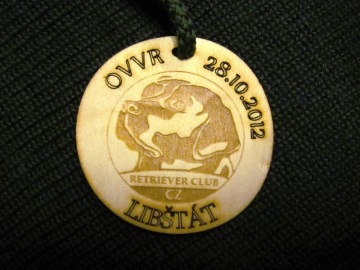 OVVR 28.10.2012
RETRIEVER CLUB
CZ
LIBŠTÁT